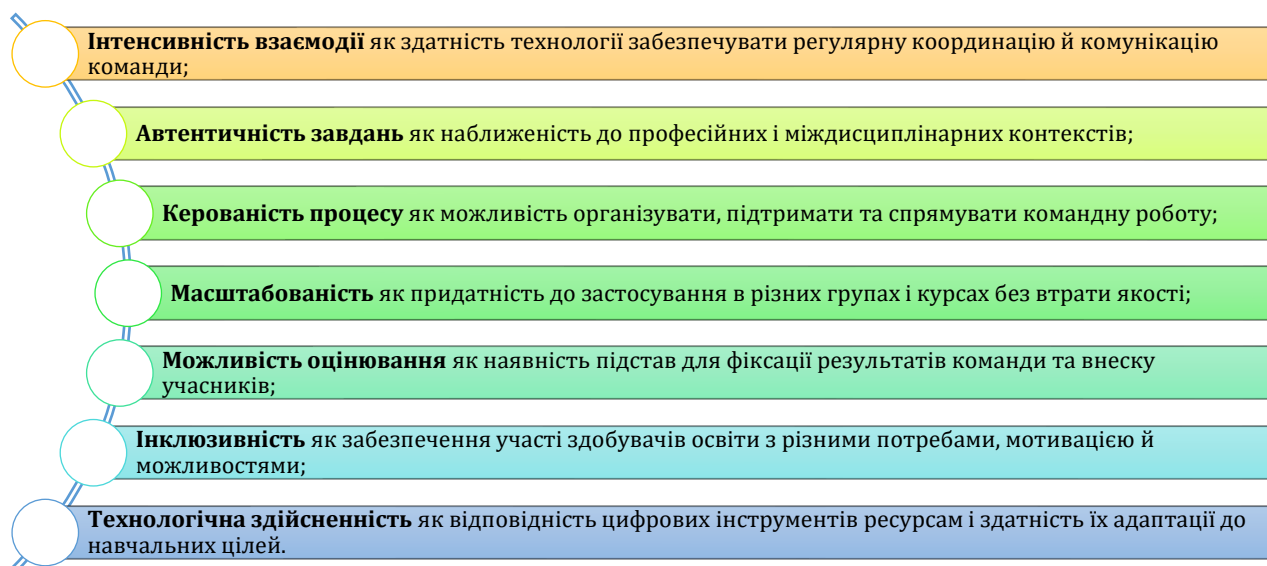 Інтенсивність взаємодії як здатність технології забезпечувати регулярну координацію й комунікацію
команди;
Автентичність завдань як наближеність до професійних і міждисциплінарних контекстів;
Керованість процесу як можливість організувати, підтримати та спрямувати командну роботу;
Масштабованість як придатність до застосування в різних групах і курсах без втрати якості;
Можливість оцінювання як наявність підстав для фіксації результатів команди та внеску
учасників;
Інклюзивність як забезпечення участі здобувачів освіти з різними потребами, мотивацією й
можливостями;
Технологічна здійсненність як відповідність цифрових інструментів ресурсам і здатність їх адаптації до
навчальних цілей.